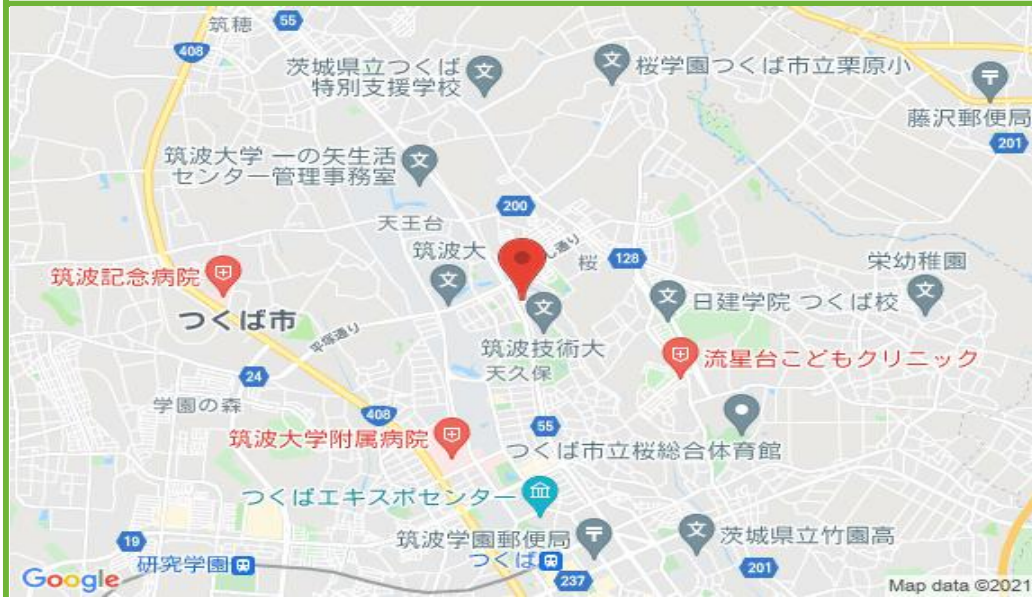 筑穂
55
408
茨城県立つくば
特別支援学校
桜学園つくば市立栗原小
藤沢郵便局
201
筑波大学 一の矢生活
センター管理事務室
200
天王台
筑波大
桜
128
栄幼稚園
筑波記念病院
つくば市
平塚通り
日建学院 つくば校
筑波技術大
天久保
流星台こどもクリニック
24
学園の森
408
筑波大学附属病院
55
つくば市立桜総合体育館
つくばエキスポセンター
19
研究学園
筑波学園郵便局
つくば
237
茨城県立竹園高
201
Google
Map data ©2021